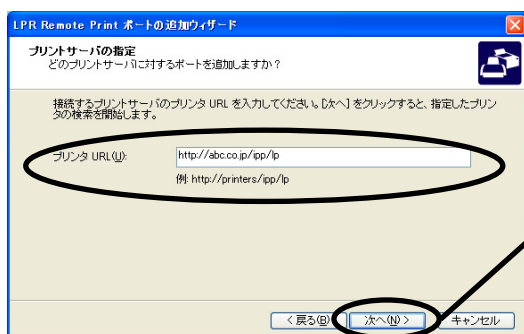 LPR Remote Print ポートの追加ウィザード
プリントサーバの指定
どのプリントサーバに対するポートを追加しますか？
接続するプリントサーバのプリンタ URL を入力してください。[次へ] をクリックすると、指定したプリン
タの検索を開始します。
プリンタ URL(U): http://abc.co.jp/ipp/lp
例: http://printers/ipp/lp
< 戻る(B) 次へ(N) > キャンセル